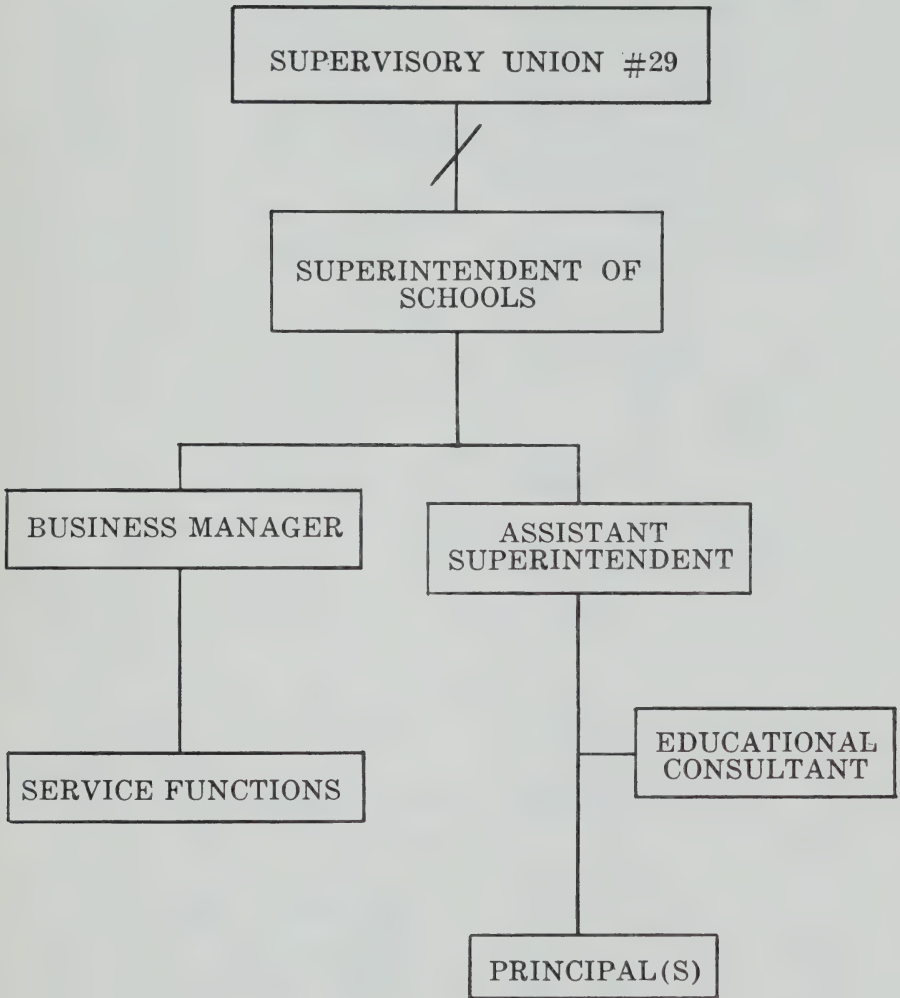 SUPERVISORY UNION #29
SUPERINTENDENT OF
SCHOOLS
BUSINESS MANAGER
ASSISTANT
SUPERINTENDENT
EDUCATIONAL
CONSULTANT
SERVICE FUNCTIONS
PRINCIPAL(S)